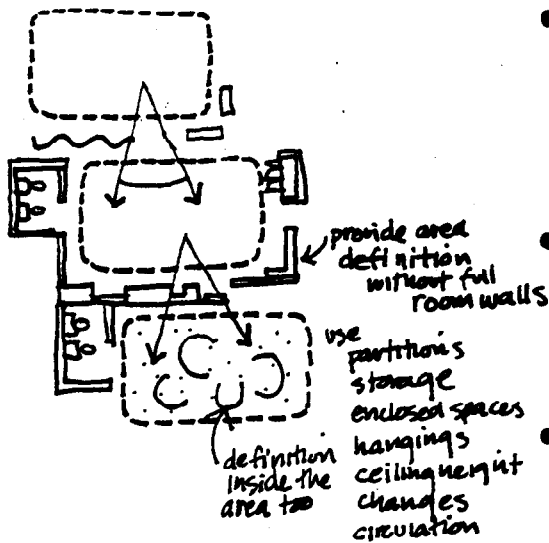 provide area
definition
without full
room walls
use
partitions
storage
enclosed spaces
hangings
ceiling height
changes
circulation
definition
inside the
area too